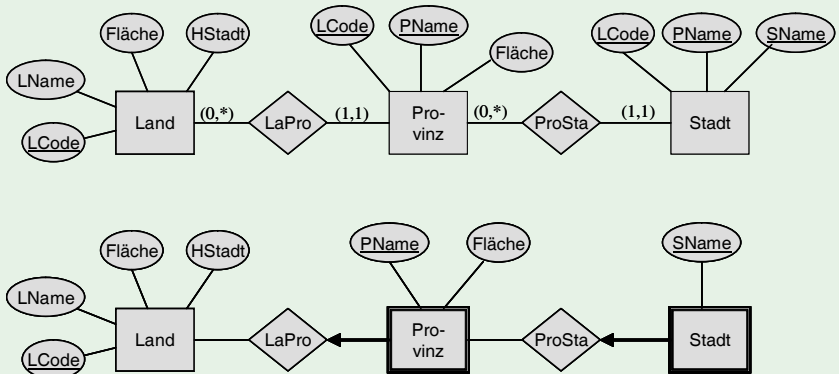 Fläche HStadt LCode PName LCode PName SName
Fläche
LName
Land (0,*) LaPro (1,1) Pro- (0,*) ProSta (1,1) Stadt
vinz
LCode
Fläche HStadt PName Fläche SName
LName
Land LaPro Pro- ProSta Stadt
vinz
LCode